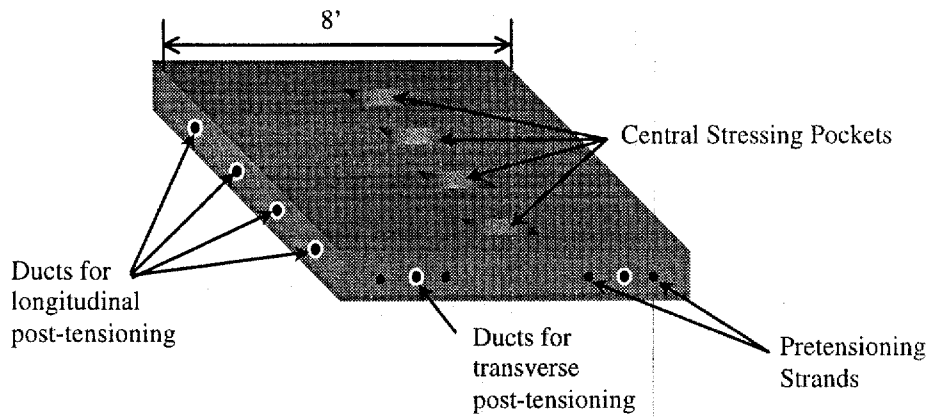 8’
Central Stressing Pockets
Ducts for
longitudinal
post-tensioning
Ducts for
transverse
post-tensioning
Pretensioning
Strands